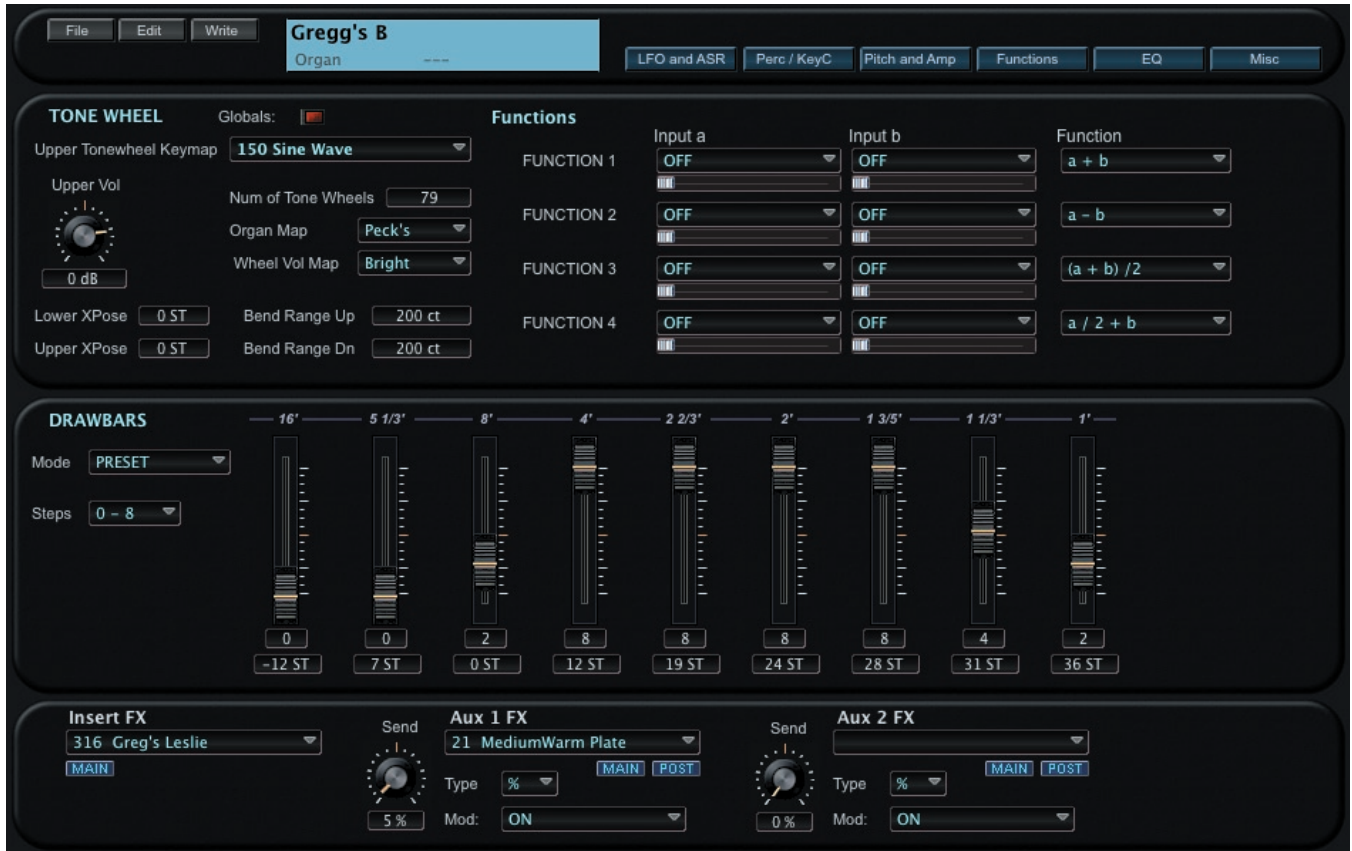 File Edit Write
Gregg's B
Organ ---
LFO and ASR Perc / KeyC Pitch and Amp Functions EQ Misc
TONE WHEEL Globals:
Upper Tonewheel Keymap 150 Sine Wave
Upper Vol
0 dB
Num of Tone Wheels 79
Organ Map Peck's
Wheel Vol Map Bright
Lower XPose 0 ST Bend Range Up 200 ct
Upper XPose 0 ST Bend Range Dn 200 ct
Functions
Input a Input b Function
FUNCTION 1 OFF OFF a + b
FUNCTION 2 OFF OFF a - b
FUNCTION 3 OFF OFF (a + b) /2
FUNCTION 4 OFF OFF a / 2 + b
DRAWBARS
Mode PRESET
Steps 0 - 8
16' 5 1/3' 8' 4' 2 2/3' 2' 1 3/5' 1 1/3' 1'
0 0 2 8 8 8 8 4 2
-12 ST 7 ST 0 ST 12 ST 19 ST 24 ST 28 ST 31 ST 36 ST
Insert FX
316 Greg's Leslie
MAIN
Send
5 %
Aux 1 FX
21 MediumWarm Plate
MAIN POST
Type %
Mod: ON
Send
0 %
Aux 2 FX
MAIN POST
Type %
Mod: ON